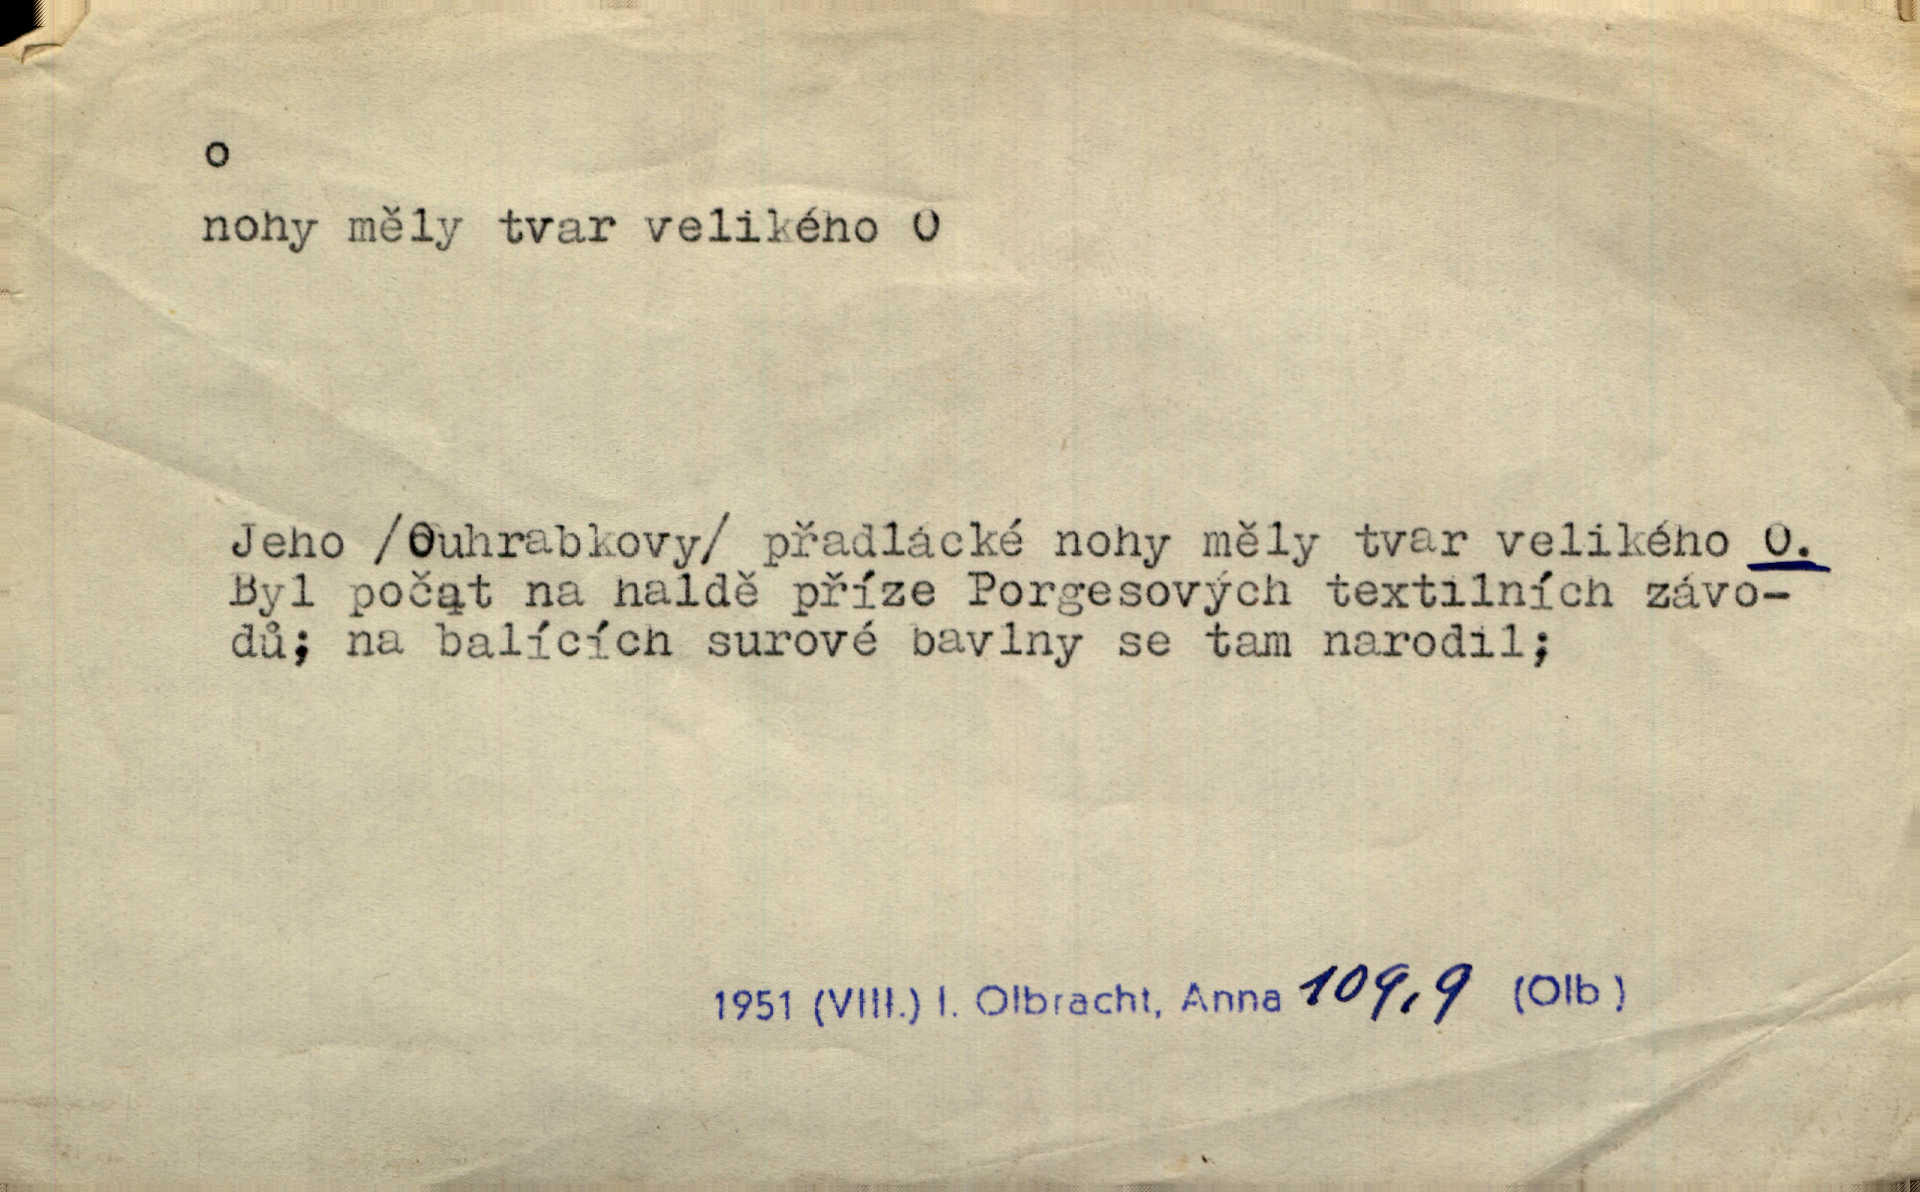 o
nohy měly tvar velikého O
Jeho /Ouhrabkovy/ přadlácké nohy měly tvar velikého O.
Byl počat na haldě příze Porgesových textilních závo-
dů; na balících surové bavlny se tam narodil;
1951 (VIII.) I. Olbracht, Anna 109,9 (Olb)